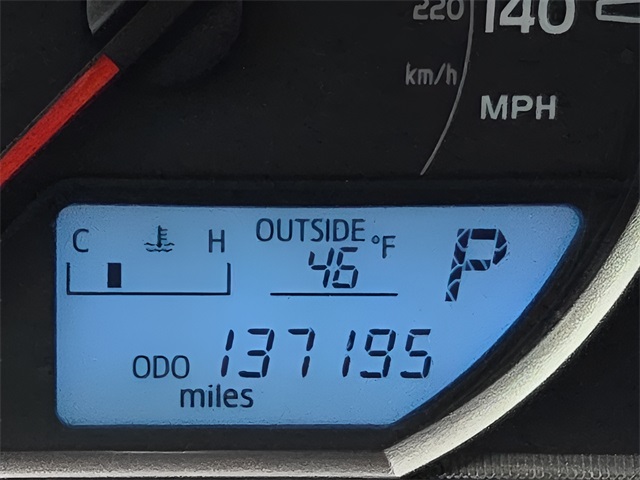 220 140
km/h
MPH
C H OUTSIDE °F P
46
ODO 137195
miles